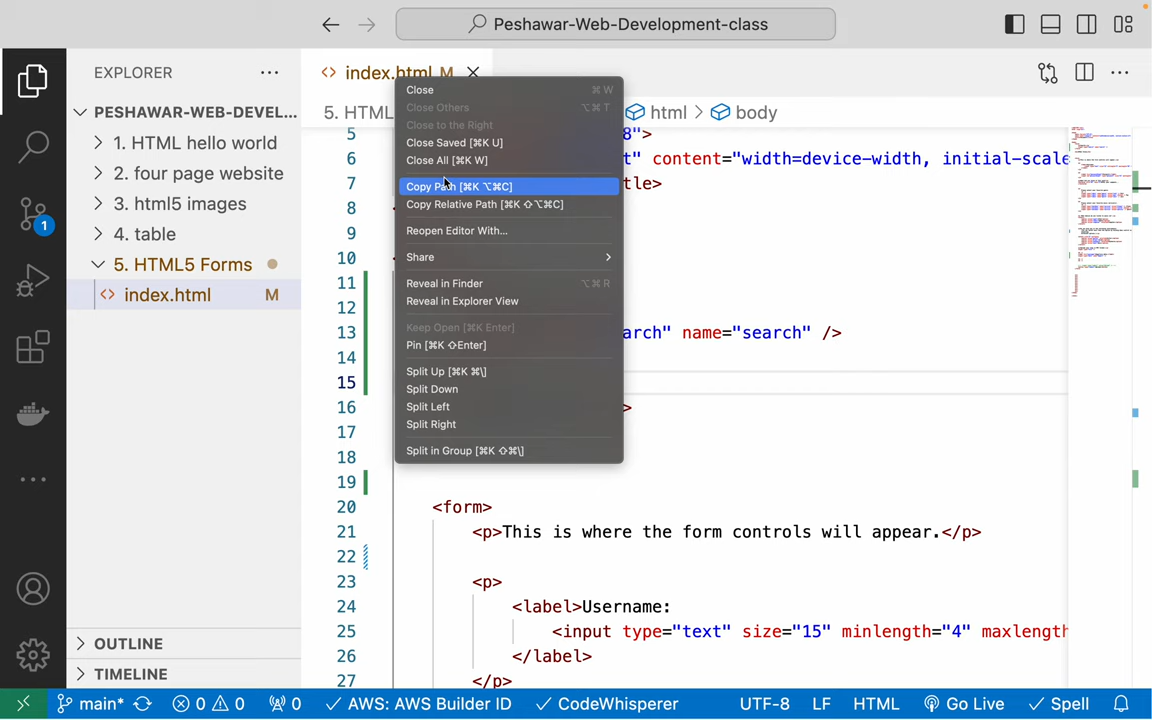 Peshawar-Web-Development-class
EXPLORER
PESHAWAR-WEB-DEVEL...
1. HTML hello world
2. four page website
3. html5 images
4. table
5. HTML5 Forms
index.html M
OUTLINE
TIMELINE
index.html M
5. HTML
html > body
Close ⌘ W
Close Others ⌥ ⌘ T
Close to the Right
Close Saved [⌘K U]
Close All [⌘K W]
Copy Path [⌘K ⌥⌘C]
Copy Relative Path [⌘K ⇧⌥⌘C]
Reopen Editor With...
Share
Reveal in Finder ⌥ ⌘ R
Reveal in Explorer View
Keep Open [⌘K Enter]
Pin [⌘K ⇧Enter]
Split Up [⌘K ⌘\]
Split Down
Split Left
Split Right
Split in Group [⌘K ⇧⌘\]
5 8">
6 t" content="width=device-width, initial-scale
7 tle>
8
9
10
11
12
13 arch" name="search" />
14
15
16 >
17
18
19
20 <form>
21 <p>This is where the form controls will appear.</p>
22
23 <p>
24 <label>Username:
25 <input type="text" size="15" minlength="4" maxlength
26 </label>
27 </p>
1
main* 0 0 0 AWS: AWS Builder ID CodeWhisperer UTF-8 LF HTML Go Live Spell